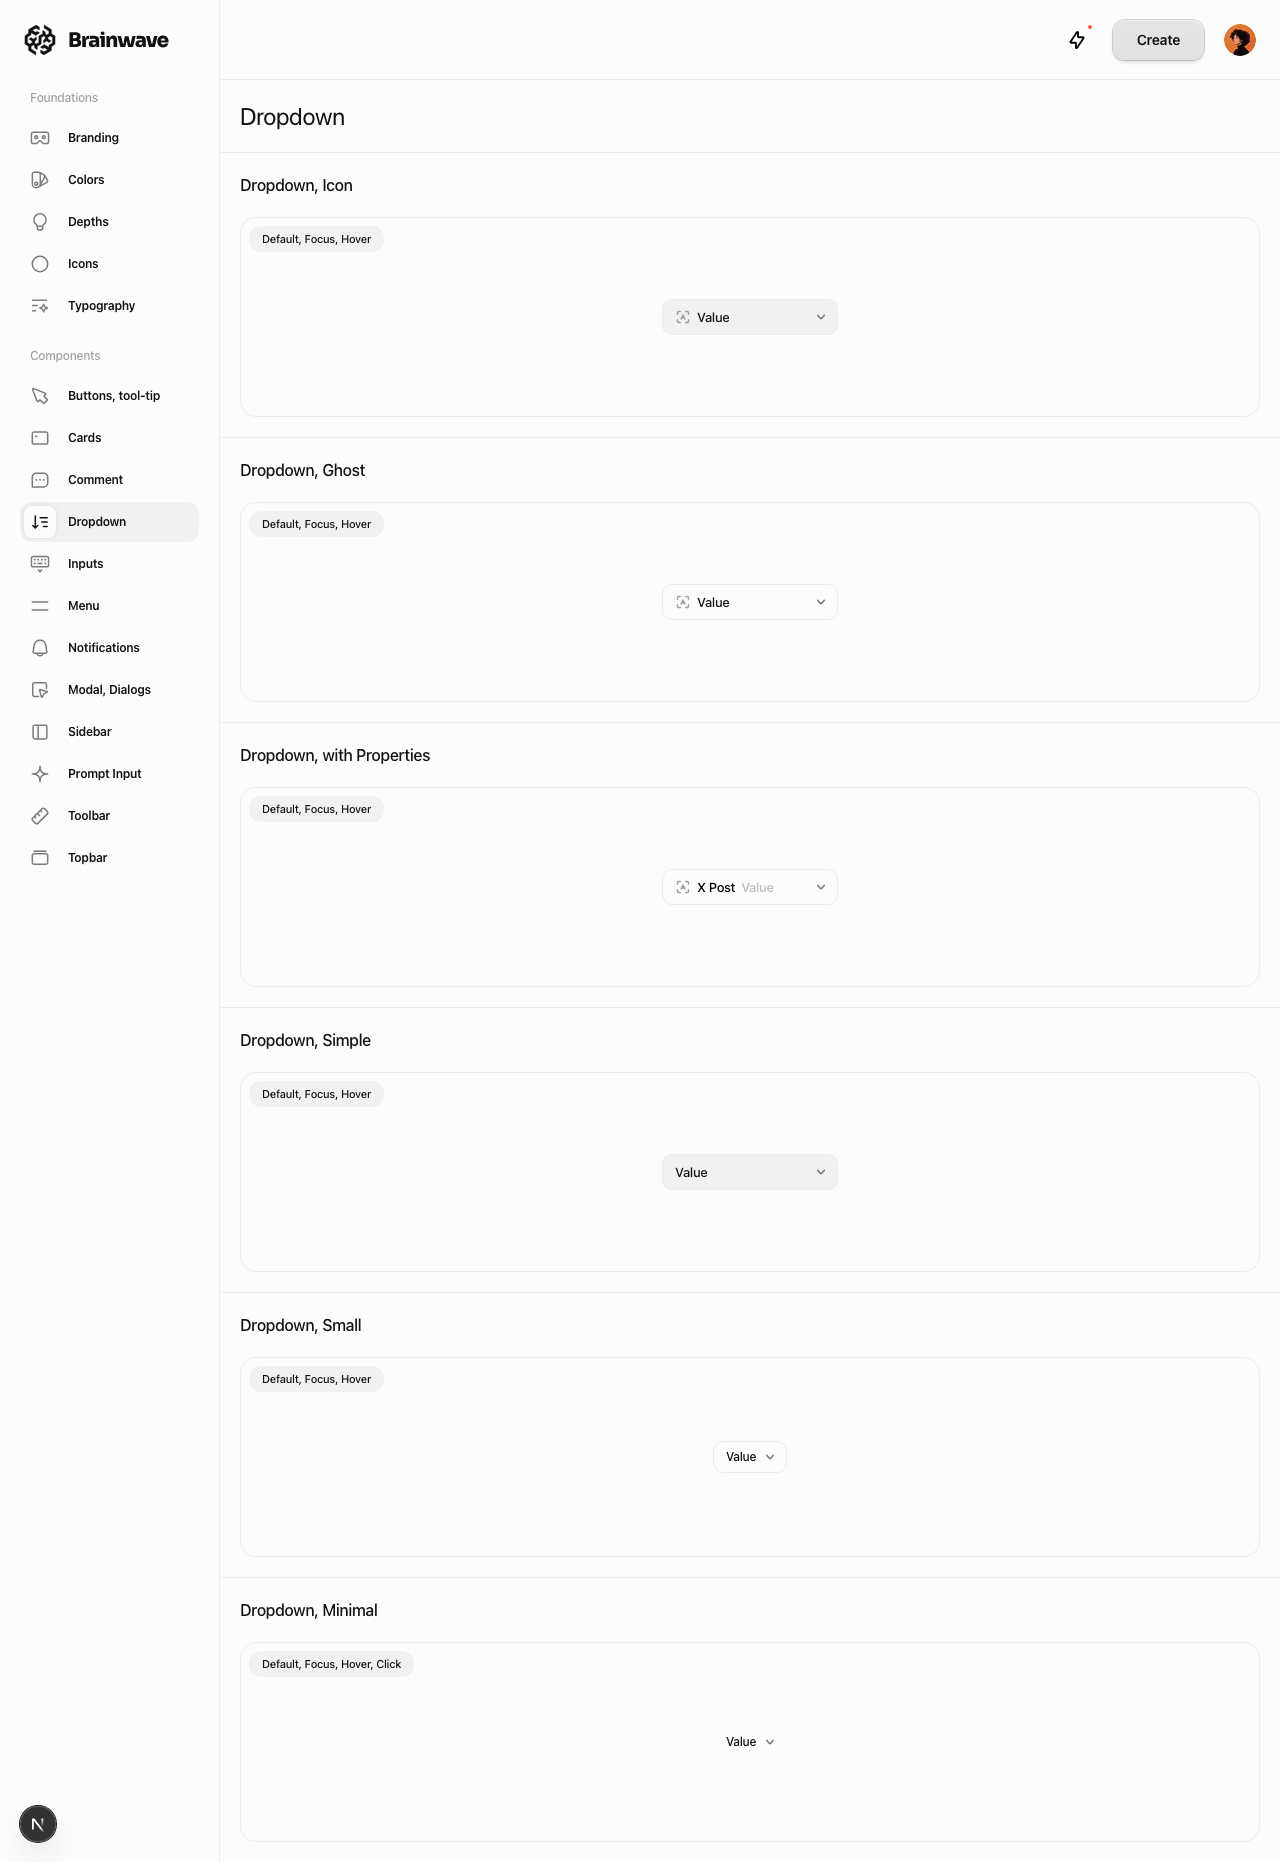 Brainwave
Create
Foundations
Branding
Colors
Depths
Icons
Typography
Components
Buttons, tool-tip
Cards
Comment
Dropdown
Inputs
Menu
Notifications
Modal, Dialogs
Sidebar
Prompt Input
Toolbar
Topbar
N
Dropdown
Dropdown, Icon
Default, Focus, Hover
A Value
Dropdown, Ghost
Default, Focus, Hover
A Value
Dropdown, with Properties
Default, Focus, Hover
A X Post Value
Dropdown, Simple
Default, Focus, Hover
Value
Dropdown, Small
Default, Focus, Hover
Value
Dropdown, Minimal
Default, Focus, Hover, Click
Value